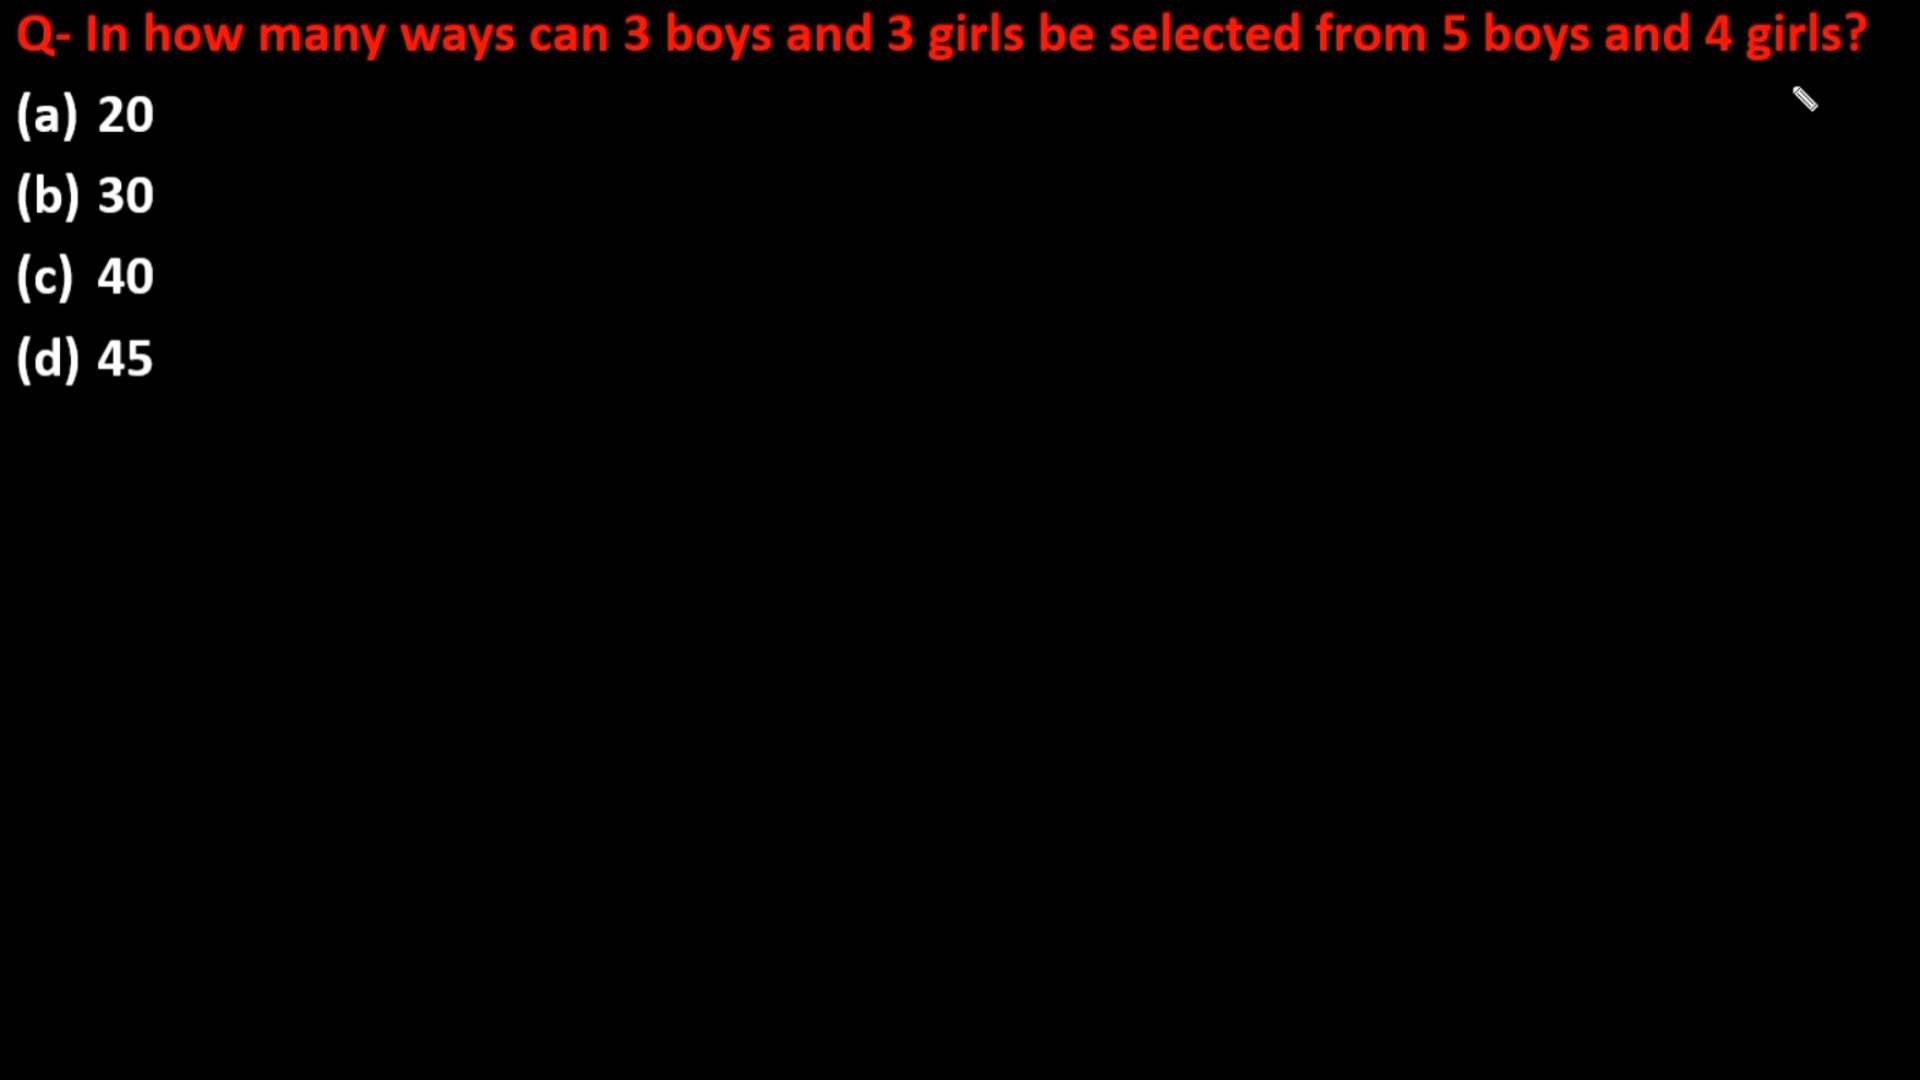 Q- In how many ways can 3 boys and 3 girls be selected from 5 boys and 4 girls?
(a) 20
(b) 30
(c) 40
(d) 45